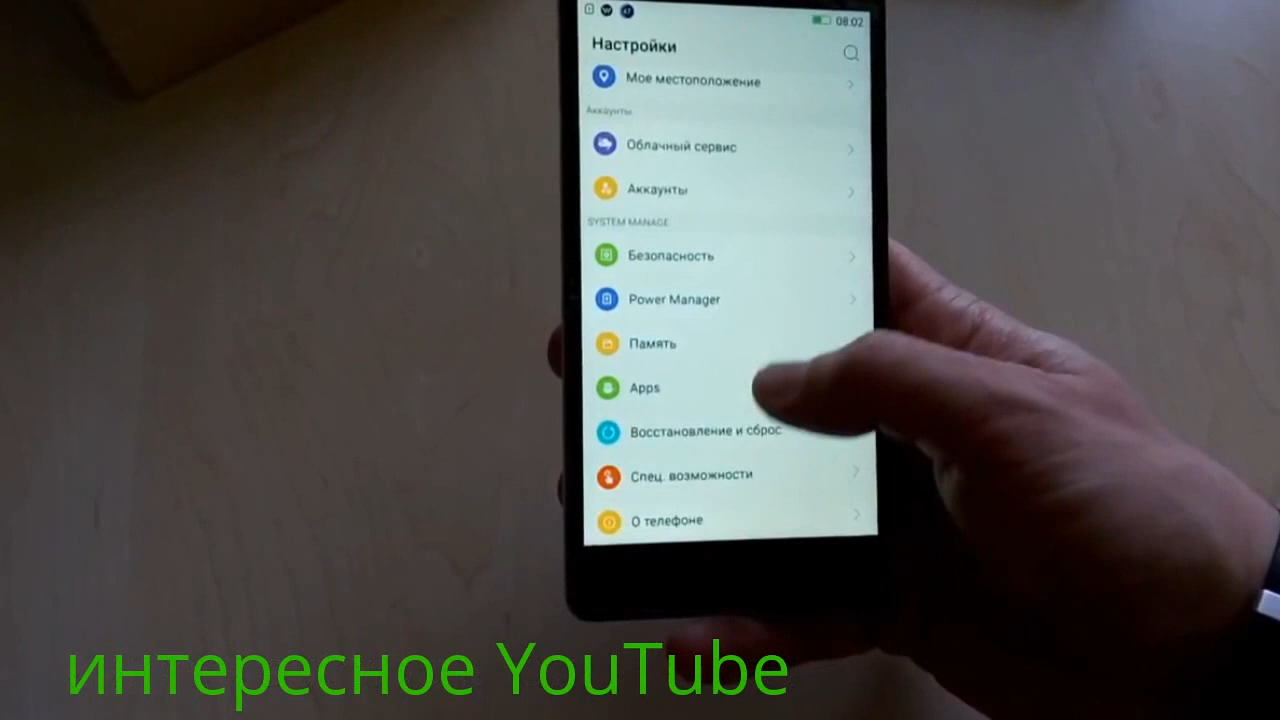 08:02
Настройки
Мое местоположение
Аккаунты
Облачный сервис
Аккаунты
SYSTEM MANAGE
Безопасность
Power Manager
Память
Apps
Восстановление и сброс
Спец. возможности
О телефоне
интересное YouTube